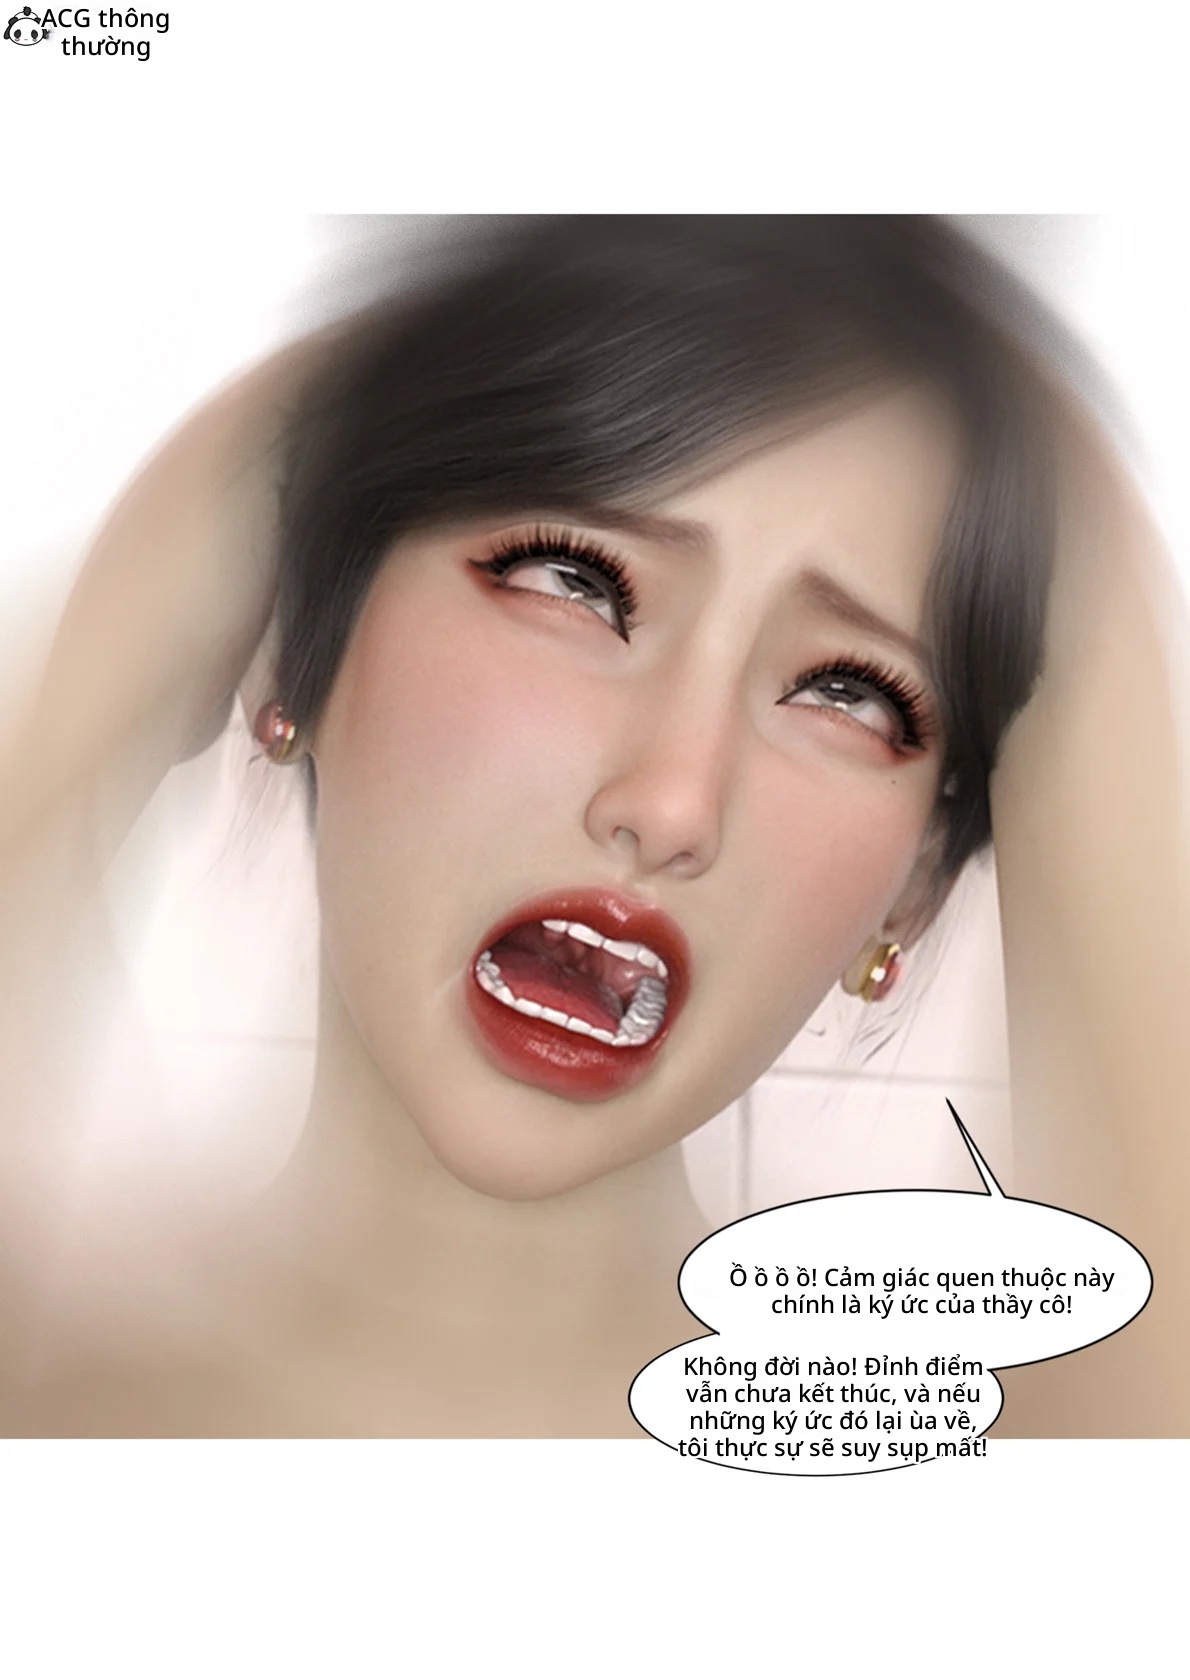 ACG thông
thường
Ồ ồ ồ ồ! Cảm giác quen thuộc này
chính là ký ức của thầy cô!
Không đời nào! Đỉnh điểm
vẫn chưa kết thúc, và nếu
những ký ức đó lại ùa về,
tôi thực sự sẽ suy sụp mất!